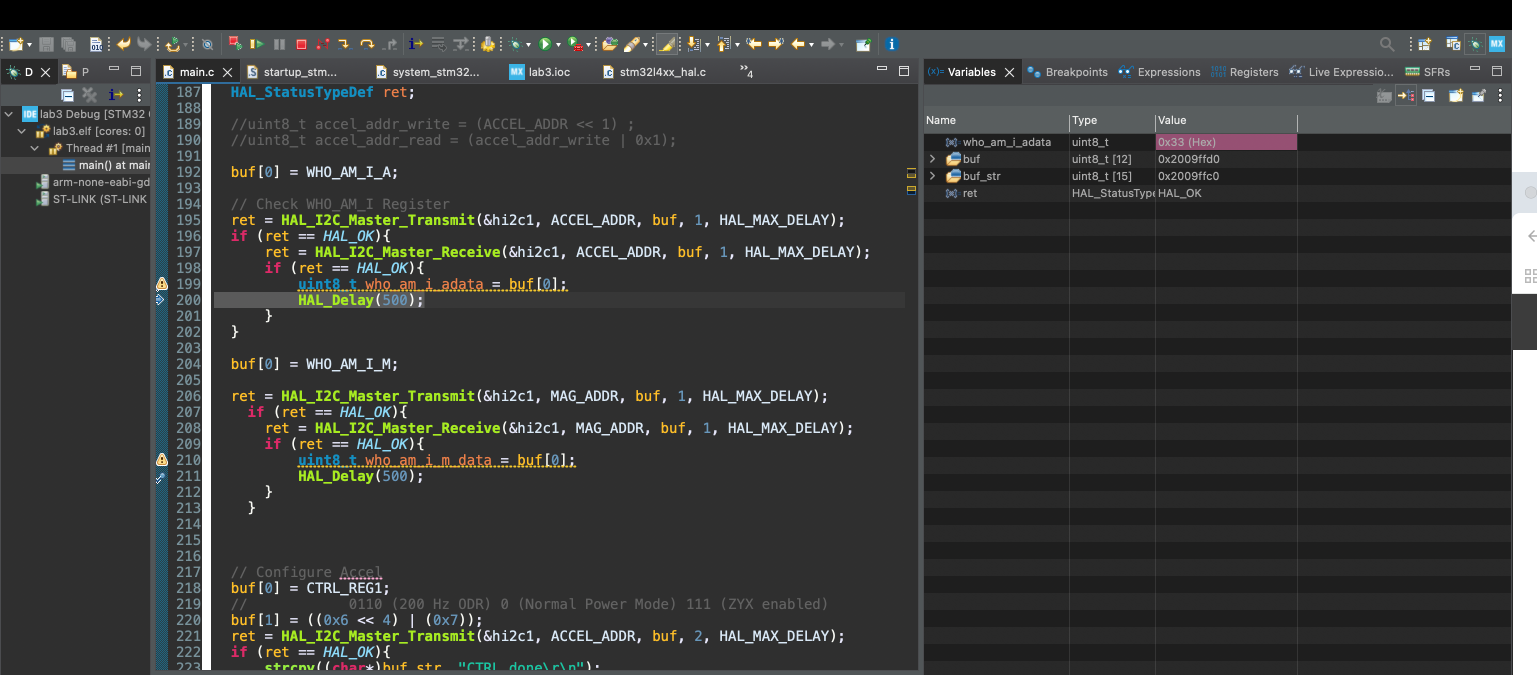 D
P
main.c
startup_stm...
system_stm32...
MX lab3.ioc
stm32l4xx_hal.c
»4
(x)= Variables
Breakpoints
Expressions
Registers
Live Expressio...
SFRs
MX
IDE lab3 Debug [STM32
lab3.elf [cores: 0]
Thread #1 [main
main() at mai
arm-none-eabi-gd
ST-LINK (ST-LINK
187 HAL_StatusTypeDef ret;
188
189 //uint8_t accel_addr_write = (ACCEL_ADDR << 1) ;
190 //uint8_t accel_addr_read = (accel_addr_write | 0x1);
191
192 buf[0] = WHO_AM_I_A;
193
194 // Check WHO_AM_I Register
195 ret = HAL_I2C_Master_Transmit(&hi2c1, ACCEL_ADDR, buf, 1, HAL_MAX_DELAY);
196 if (ret == HAL_OK){
197 ret = HAL_I2C_Master_Receive(&hi2c1, ACCEL_ADDR, buf, 1, HAL_MAX_DELAY);
198 if (ret == HAL_OK){
199 uint8_t who_am_i_adata = buf[0];
200 HAL_Delay(500);
201 }
202 }
203
204 buf[0] = WHO_AM_I_M;
205
206 ret = HAL_I2C_Master_Transmit(&hi2c1, MAG_ADDR, buf, 1, HAL_MAX_DELAY);
207 if (ret == HAL_OK){
208 ret = HAL_I2C_Master_Receive(&hi2c1, MAG_ADDR, buf, 1, HAL_MAX_DELAY);
209 if (ret == HAL_OK){
210 uint8_t who_am_i_m_data = buf[0];
211 HAL_Delay(500);
212 }
213 }
214
215
216
217 // Configure Accel
218 buf[0] = CTRL_REG1;
219 // 0110 (200 Hz ODR) 0 (Normal Power Mode) 111 (ZYX enabled)
220 buf[1] = ((0x6 << 4) | (0x7));
221 ret = HAL_I2C_Master_Transmit(&hi2c1, ACCEL_ADDR, buf, 2, HAL_MAX_DELAY);
222 if (ret == HAL_OK){
223 strcpy((char*)buf_str, "CTRL done\r\n");
Name Type Value
who_am_i_adata uint8_t 0x33 (Hex)
buf uint8_t [12] 0x2009ffd0
buf_str uint8_t [15] 0x2009ffc0
ret HAL_StatusType HAL_OK